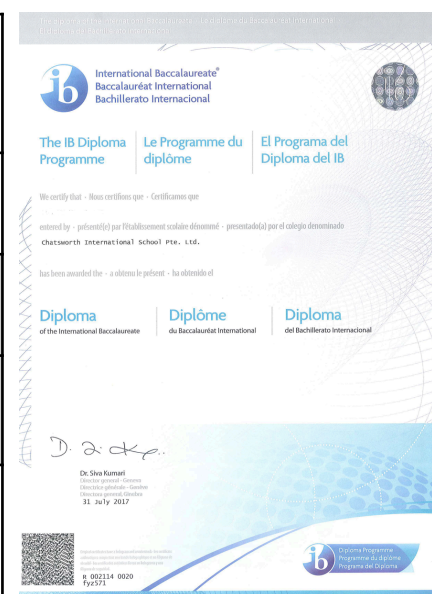 International Baccalaureate®
Baccalauréat International
Bachillerato Internacional
The IB Diploma
Programme
Le Programme du
diplôme
El Programa del
Diploma del IB
We certify that - Nous certifions que - Certificamos que
entered by - présenté(e) par l'établissement scolaire dénommé - presentado(a) por el colegio denominado
Chatsworth International School Pte. Ltd.
has been awarded the - a obtenu le présent - ha obtenido el
Diploma
of the International Baccalaureate
Diplôme
du Baccalauréat International
Diploma
del Bachillerato Internacional
Dr. Siva Kumari
Director general - Geneva
Directrice générale - Genève
Directora general, Ginebra
31 July 2017
R 002114 0020
fyz571
ib
Diploma Programme
Programme du diplôme
Programa del Diploma